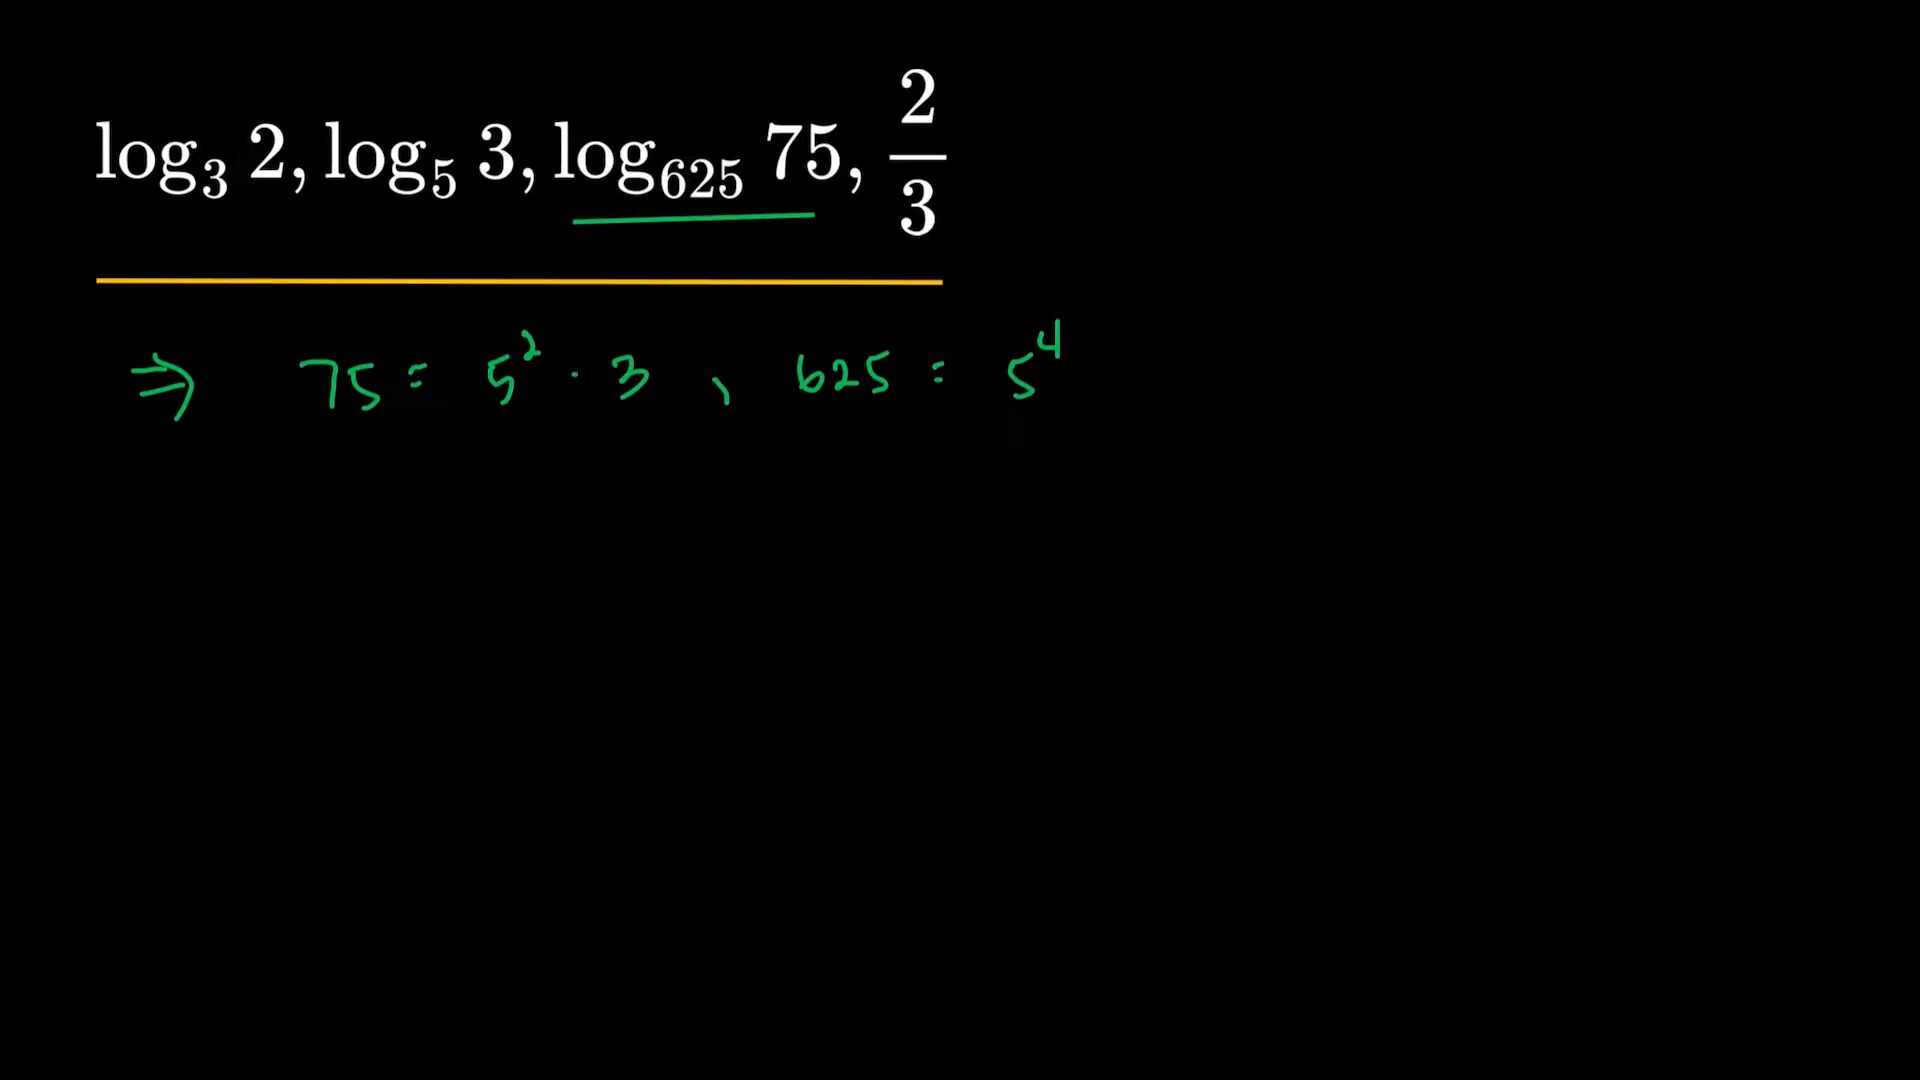 log₃ 2, log₅ 3, log₆₂₅ 75, 2/3
⇒ 75 = 5² · 3 , 625 = 5⁴